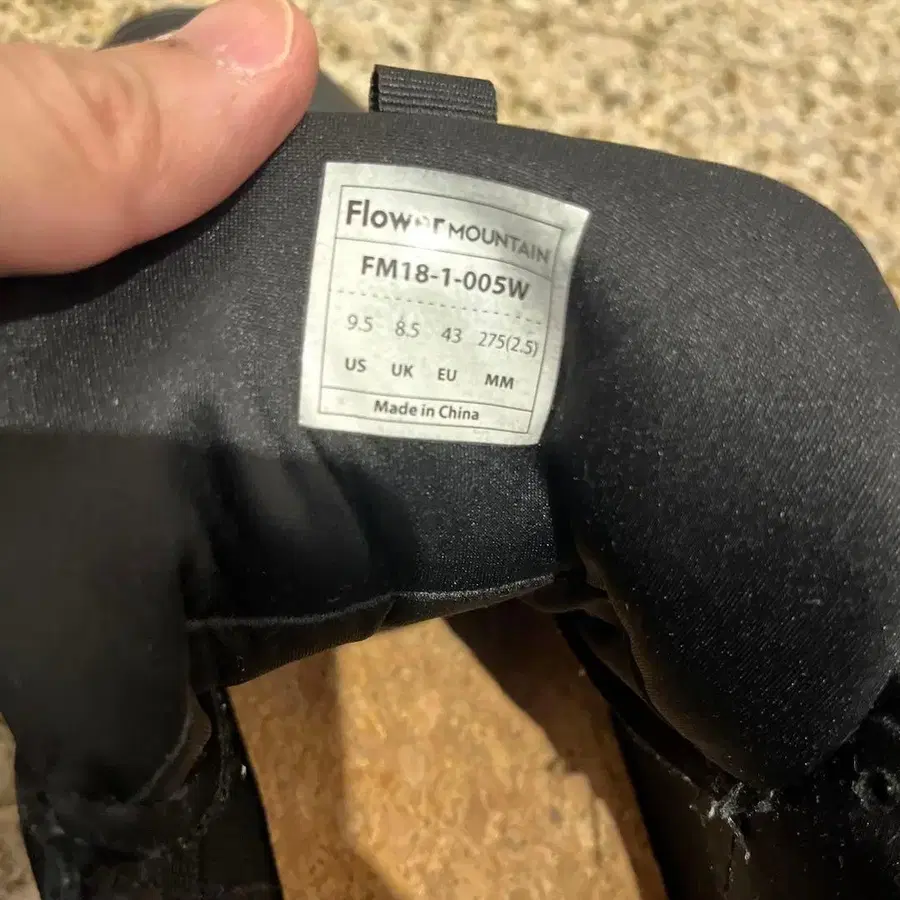 Flower MOUNTAIN
FM18-1-005W
9.5 8.5 43 275(2.5)
US UK EU MM
Made in China